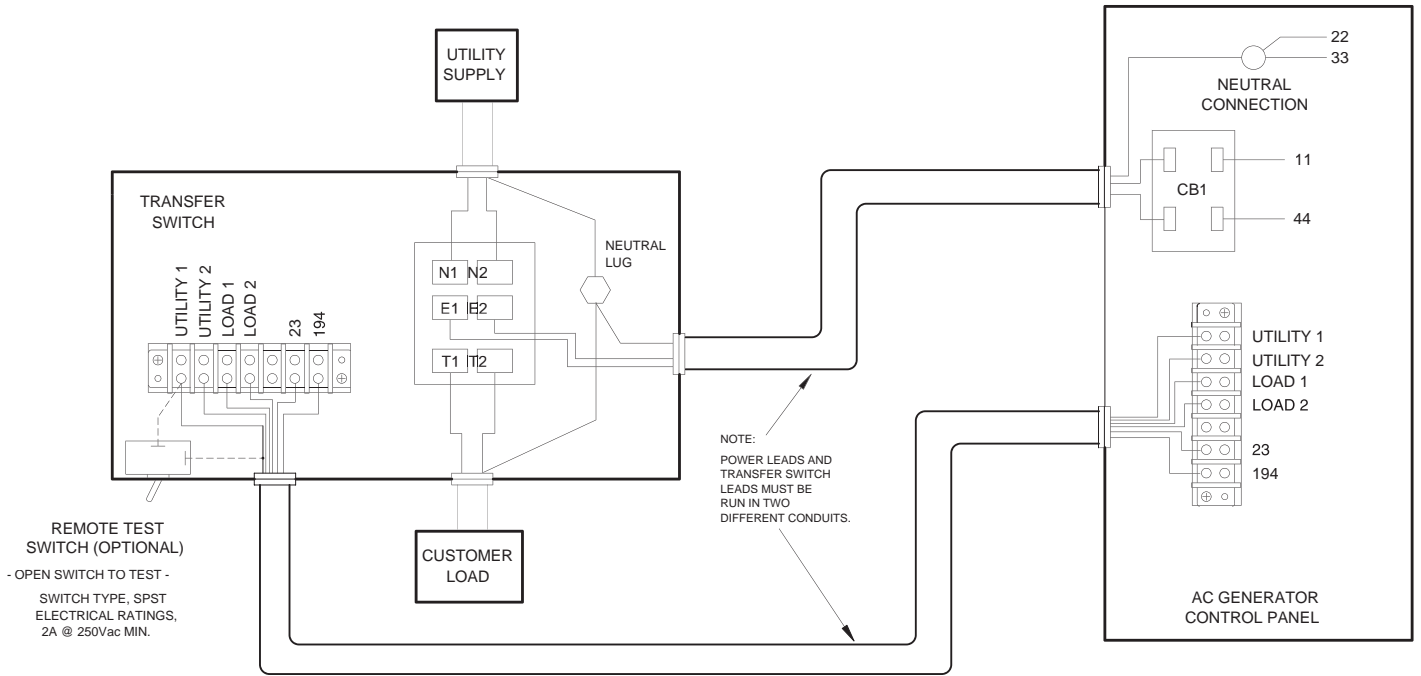 UTILITY
SUPPLY
TRANSFER
SWITCH
UTILITY 1
UTILITY 2
LOAD 1
LOAD 2
23
194
N1 N2
E1 E2
T1 T2
NEUTRAL
LUG
CUSTOMER
LOAD
REMOTE TEST
SWITCH (OPTIONAL)
- OPEN SWITCH TO TEST -
SWITCH TYPE, SPST
ELECTRICAL RATINGS,
2A @ 250Vac MIN.
NOTE:
POWER LEADS AND
TRANSFER SWITCH
LEADS MUST BE
RUN IN TWO
DIFFERENT CONDUITS.
22
33
NEUTRAL
CONNECTION
11
CB1
44
UTILITY 1
UTILITY 2
LOAD 1
LOAD 2
23
194
AC GENERATOR
CONTROL PANEL